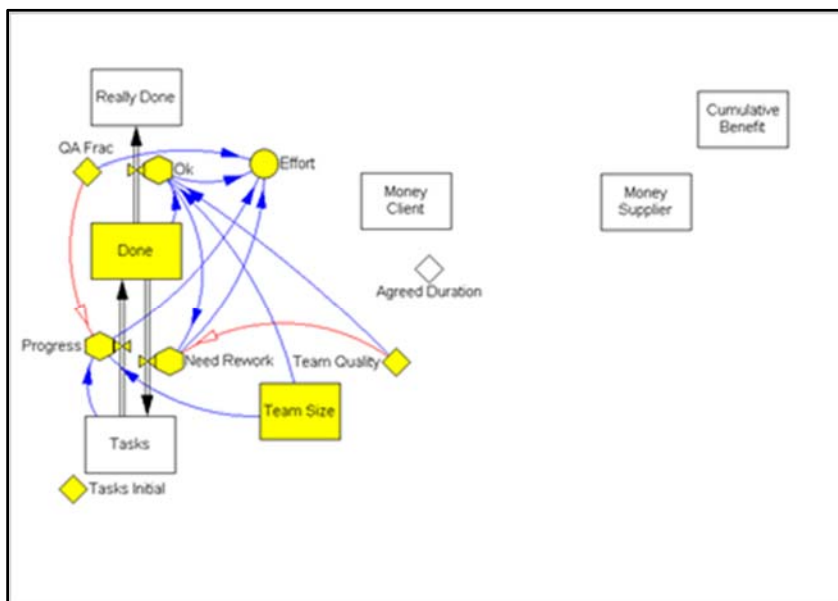 Really Done
Cumulative
Benefit
QA Frac
Ok
Effort
Money
Client
Money
Supplier
Done
Agreed Duration
Progress
Need Rework
Team Quality
Team Size
Tasks
Tasks Initial